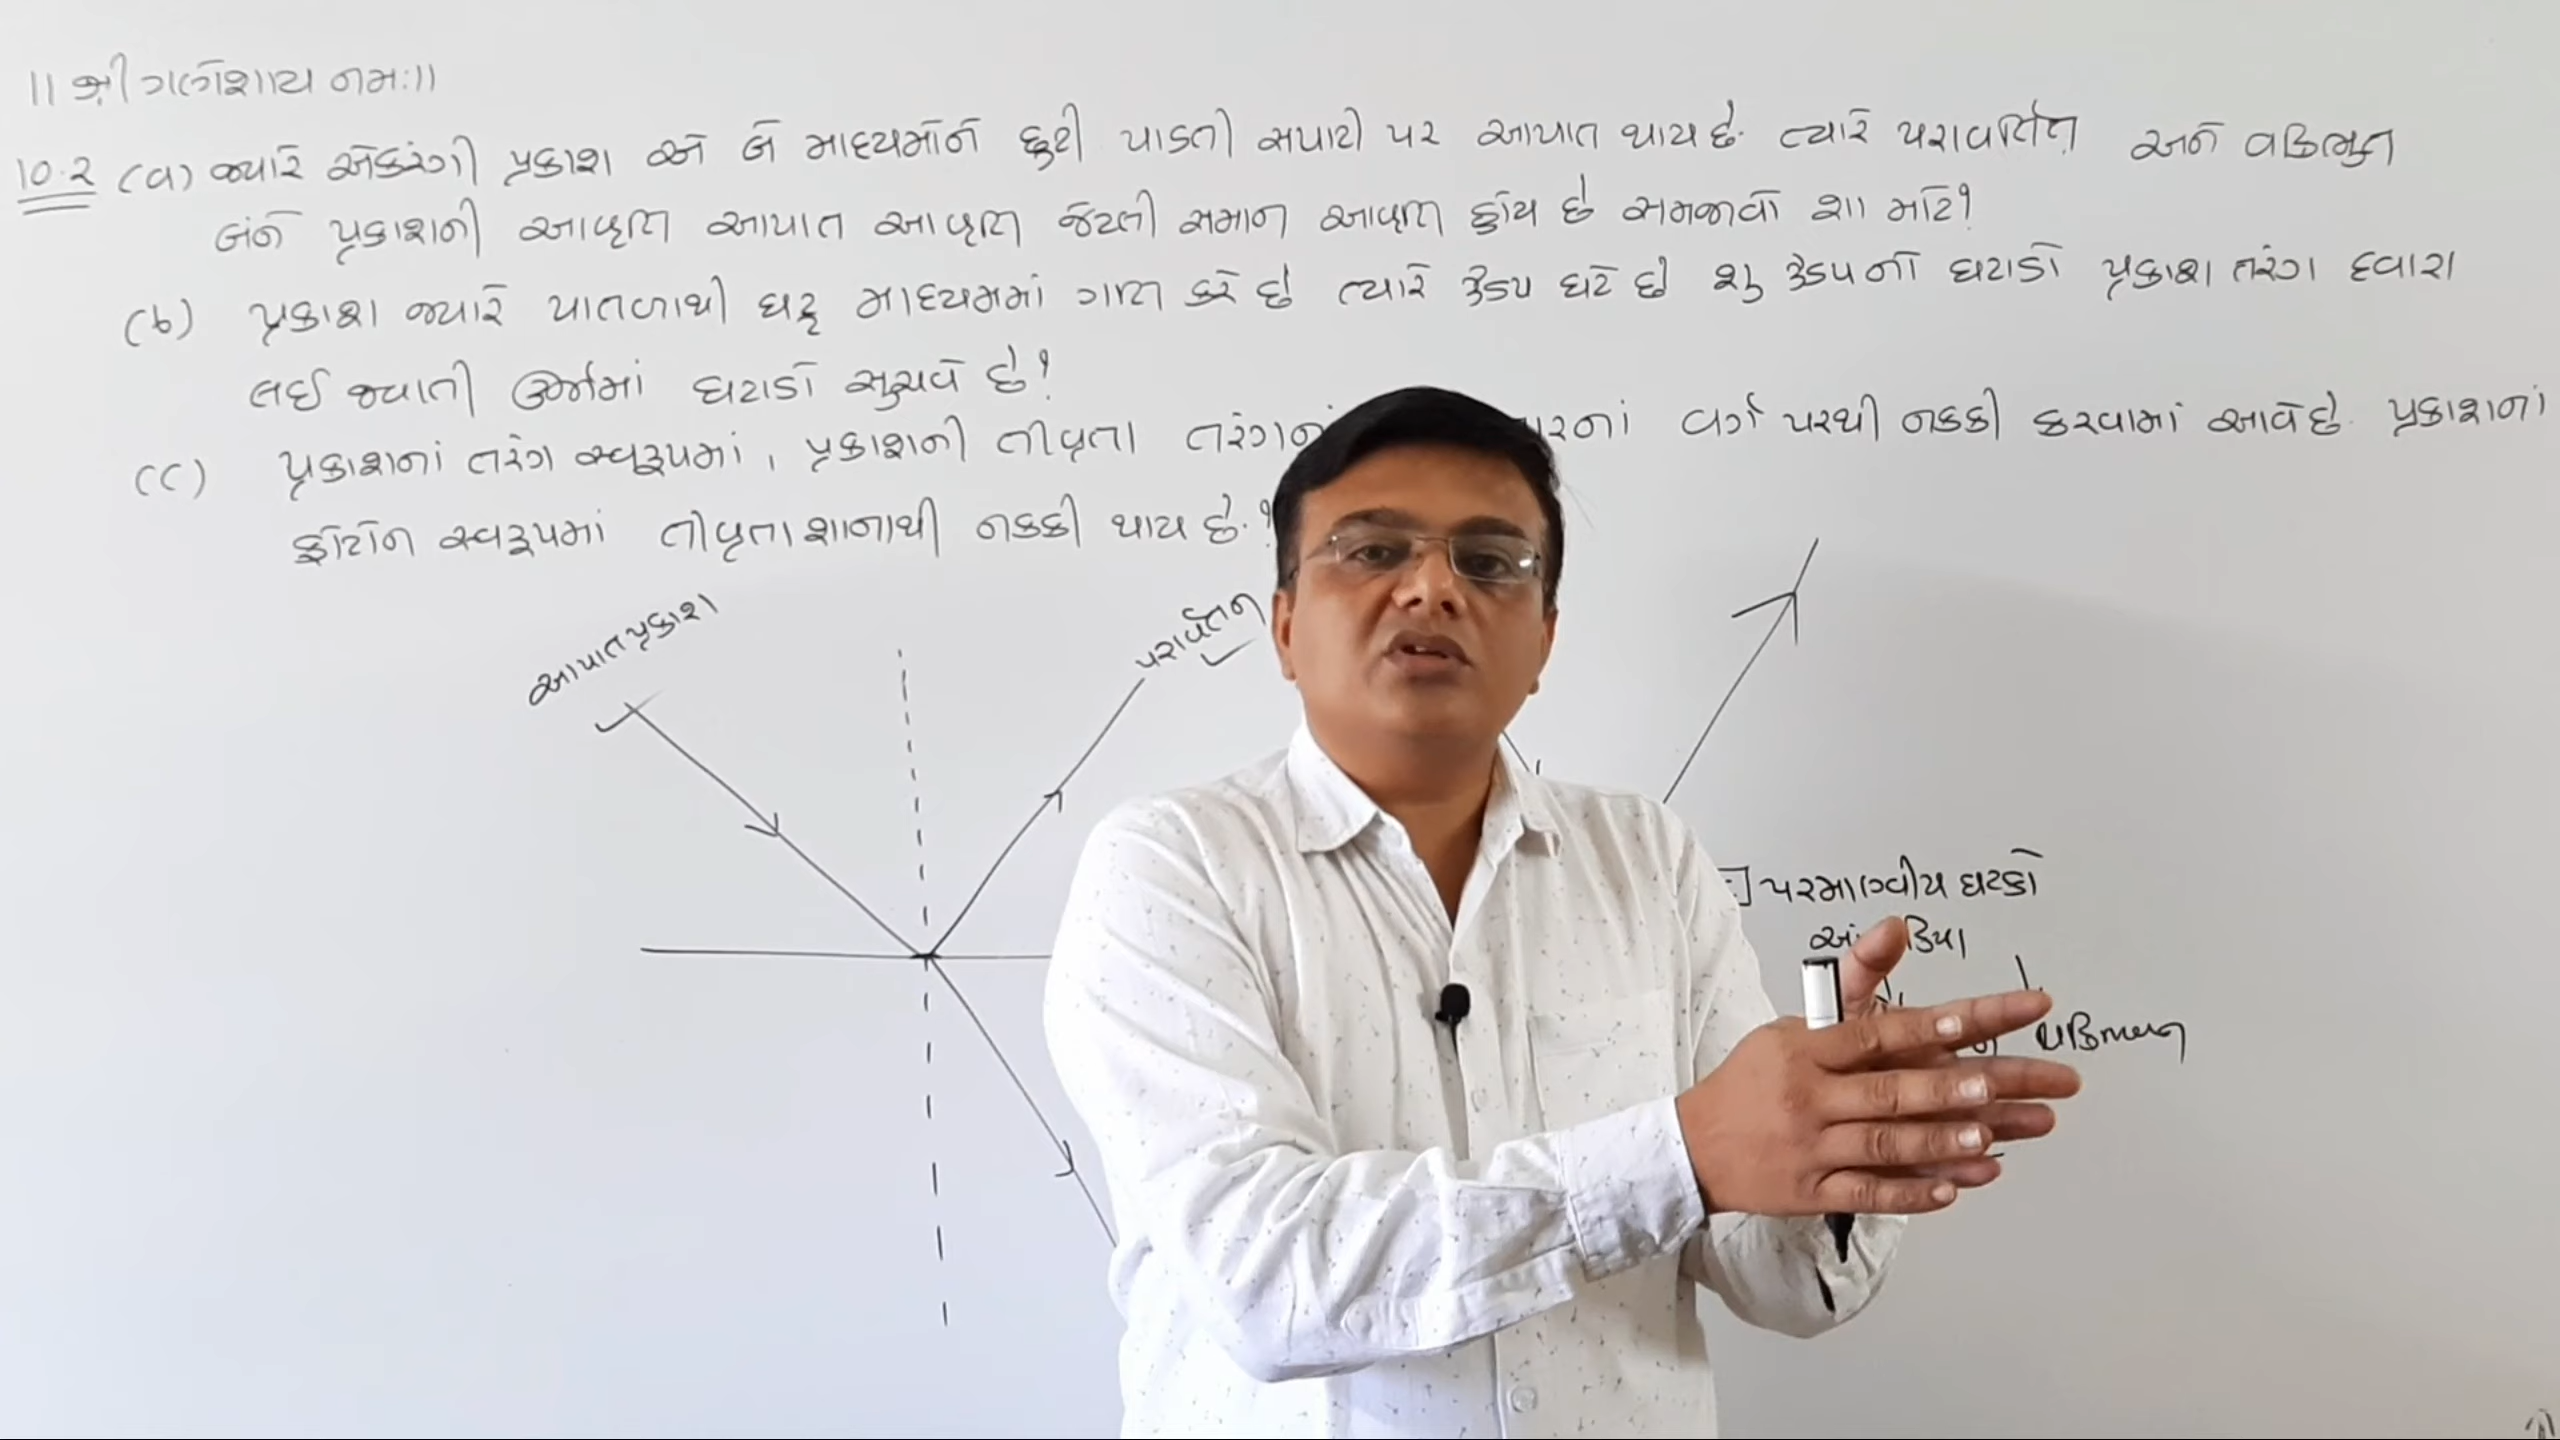 ॥ શ્રી ગણેશાય નમઃ॥
10.2 (a) જ્યારે એકરંગી પ્રકાશ એ બે માધ્યમોને છુટી પાડતી સપાટી પર આપાત થાય છે. ત્યારે પરાવર્તિત અને વક્રિભુત
બંને પ્રકાશની આવૃતિ આપાત આવૃતિ જેટલી સમાન આવૃતિ હોય છે સમજાવો શા માટે?
(b) પ્રકાશ જ્યારે પાતળાથી ઘટ્ટ માધ્યમમાં ગતિ કરે છે ત્યારે ઝડપ ઘટે છે શુ ઝડપનો ઘટાડો પ્રકાશ તરંગ દ્વારા
લઈ જવાતી ઊર્જામાં ઘટાડો સુચવે છે?
(c) પ્રકાશનાં તરંગ સ્વરૂપમાં, પ્રકાશની તીવ્રતા તરંગનાં વર્ગ પરથી નક્કી કરવામાં આવે છે. પ્રકાશનાં
ફોટોન સ્વરૂપમાં તીવ્રતા શાનાથી નક્કી થાય છે.?
આપાત પ્રકાશ
પરાવર્તન
પરમાણ્વીય ઘટકો